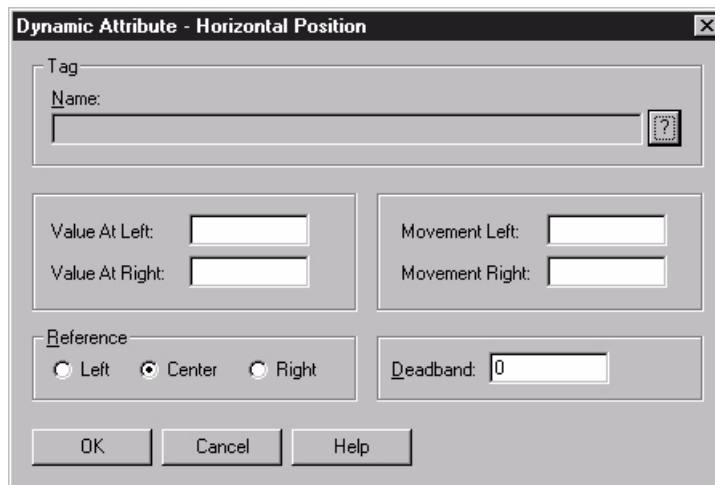 Dynamic Attribute - Horizontal Position
Tag
Name:
?
Value At Left:
Movement Left:
Value At Right:
Movement Right:
Reference
Left Center Right
Deadband: 0
OK Cancel Help